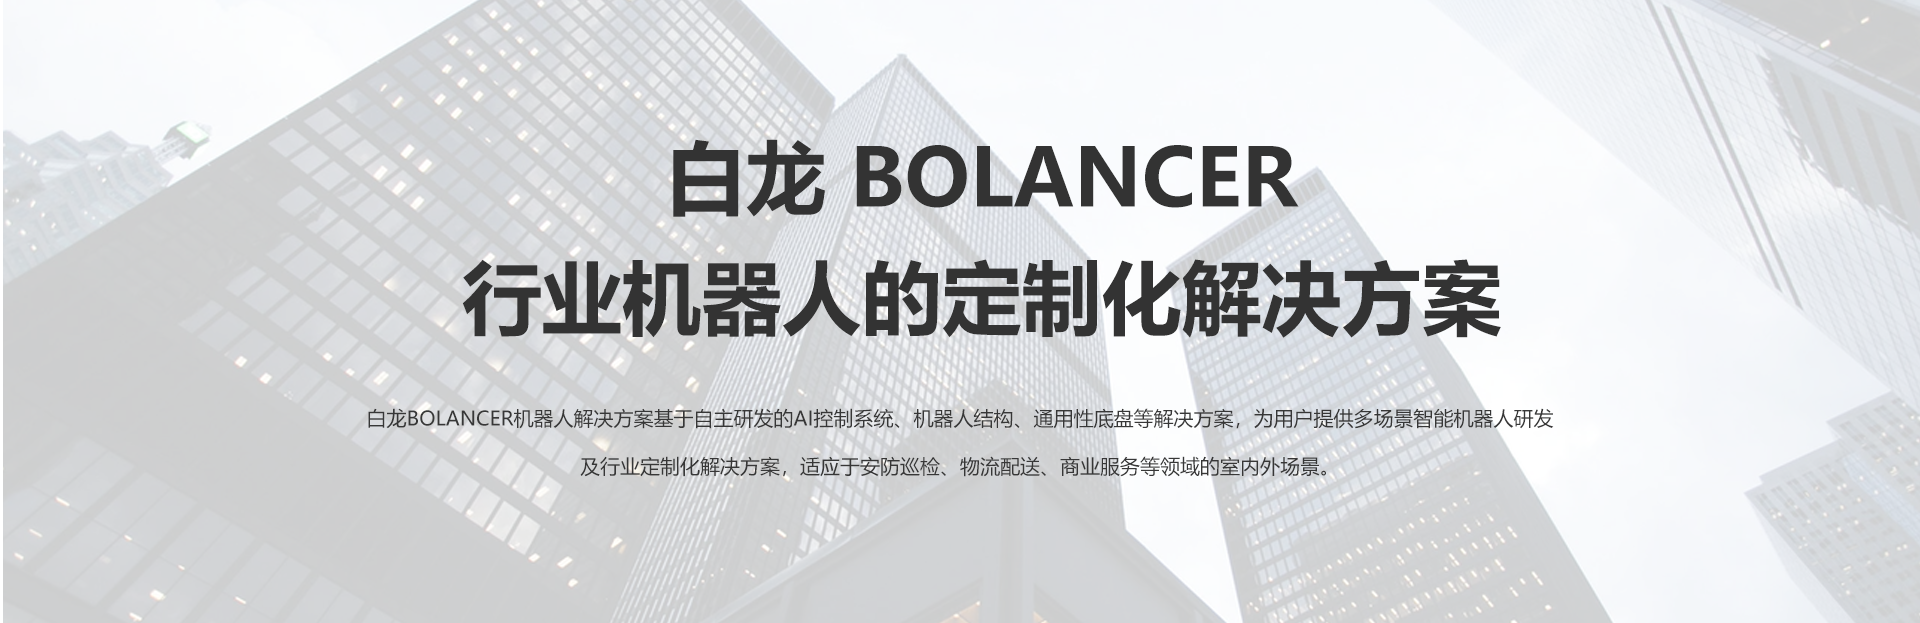 白龙 BOLANCER
行业机器人的定制化解决方案
白龙BOLANCER机器人解决方案基于自主研发的AI控制系统、机器人结构、通用性底盘等解决方案，为用户提供多场景智能机器人研发
及行业定制化解决方案，适应于安防巡检、物流配送、商业服务等领域的室内外场景。